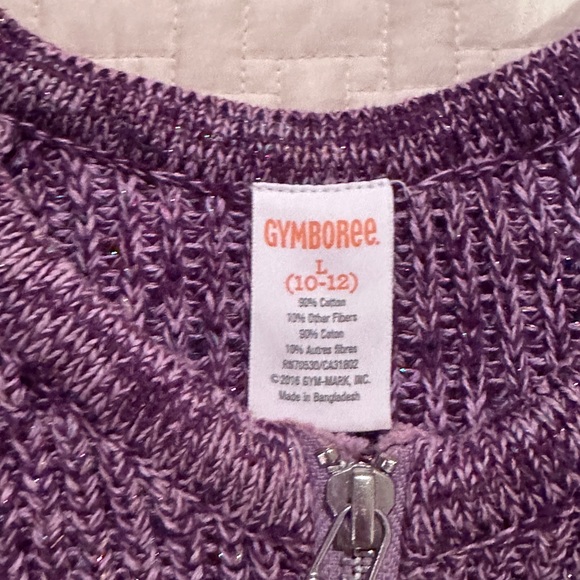 GYMBOREE
L
(10-12)
90% Cotton
10% Other Fibers
90% Coton
10% Autres fibres
RN70530/CA31802
©2016 GYM-MARK, INC.
Made in Bangladesh